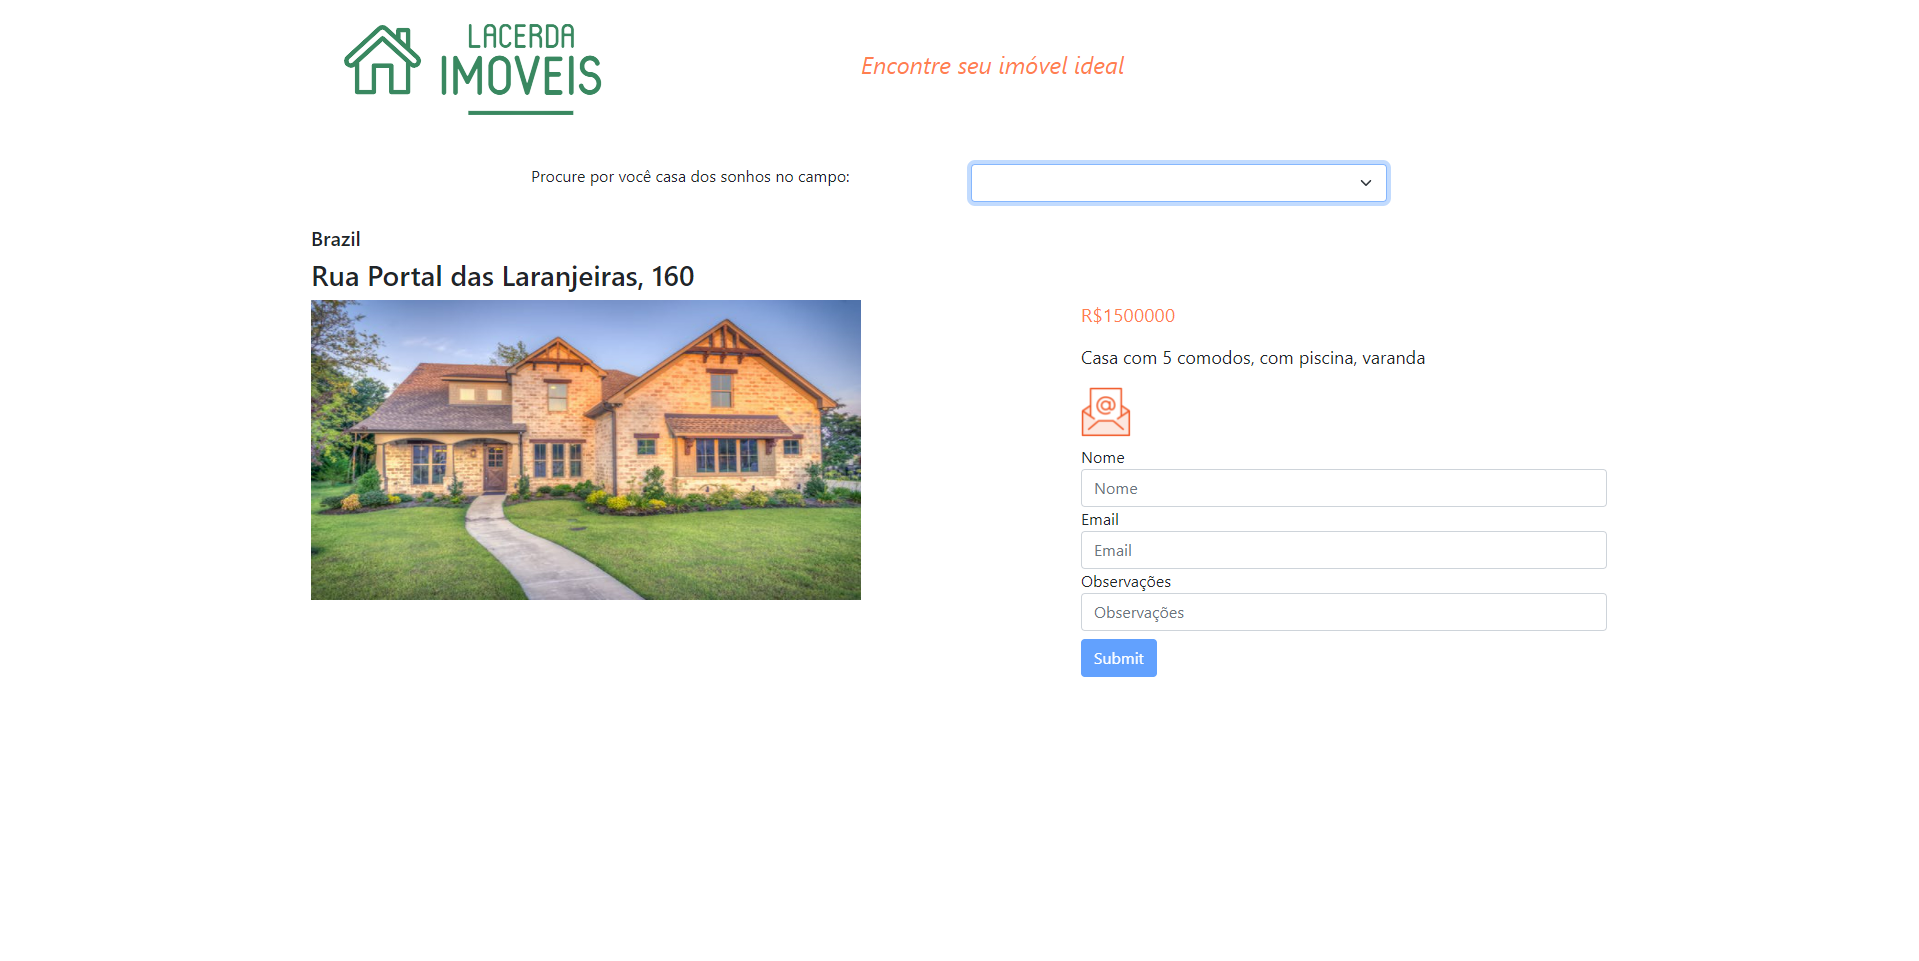 LACERDA
IMOVEIS
Encontre seu imóvel ideal
Procure por você casa dos sonhos no campo:
Brazil
Rua Portal das Laranjeiras, 160
R$1500000
Casa com 5 comodos, com piscina, varanda
@
Nome
Nome
Email
Email
Observações
Observações
Submit